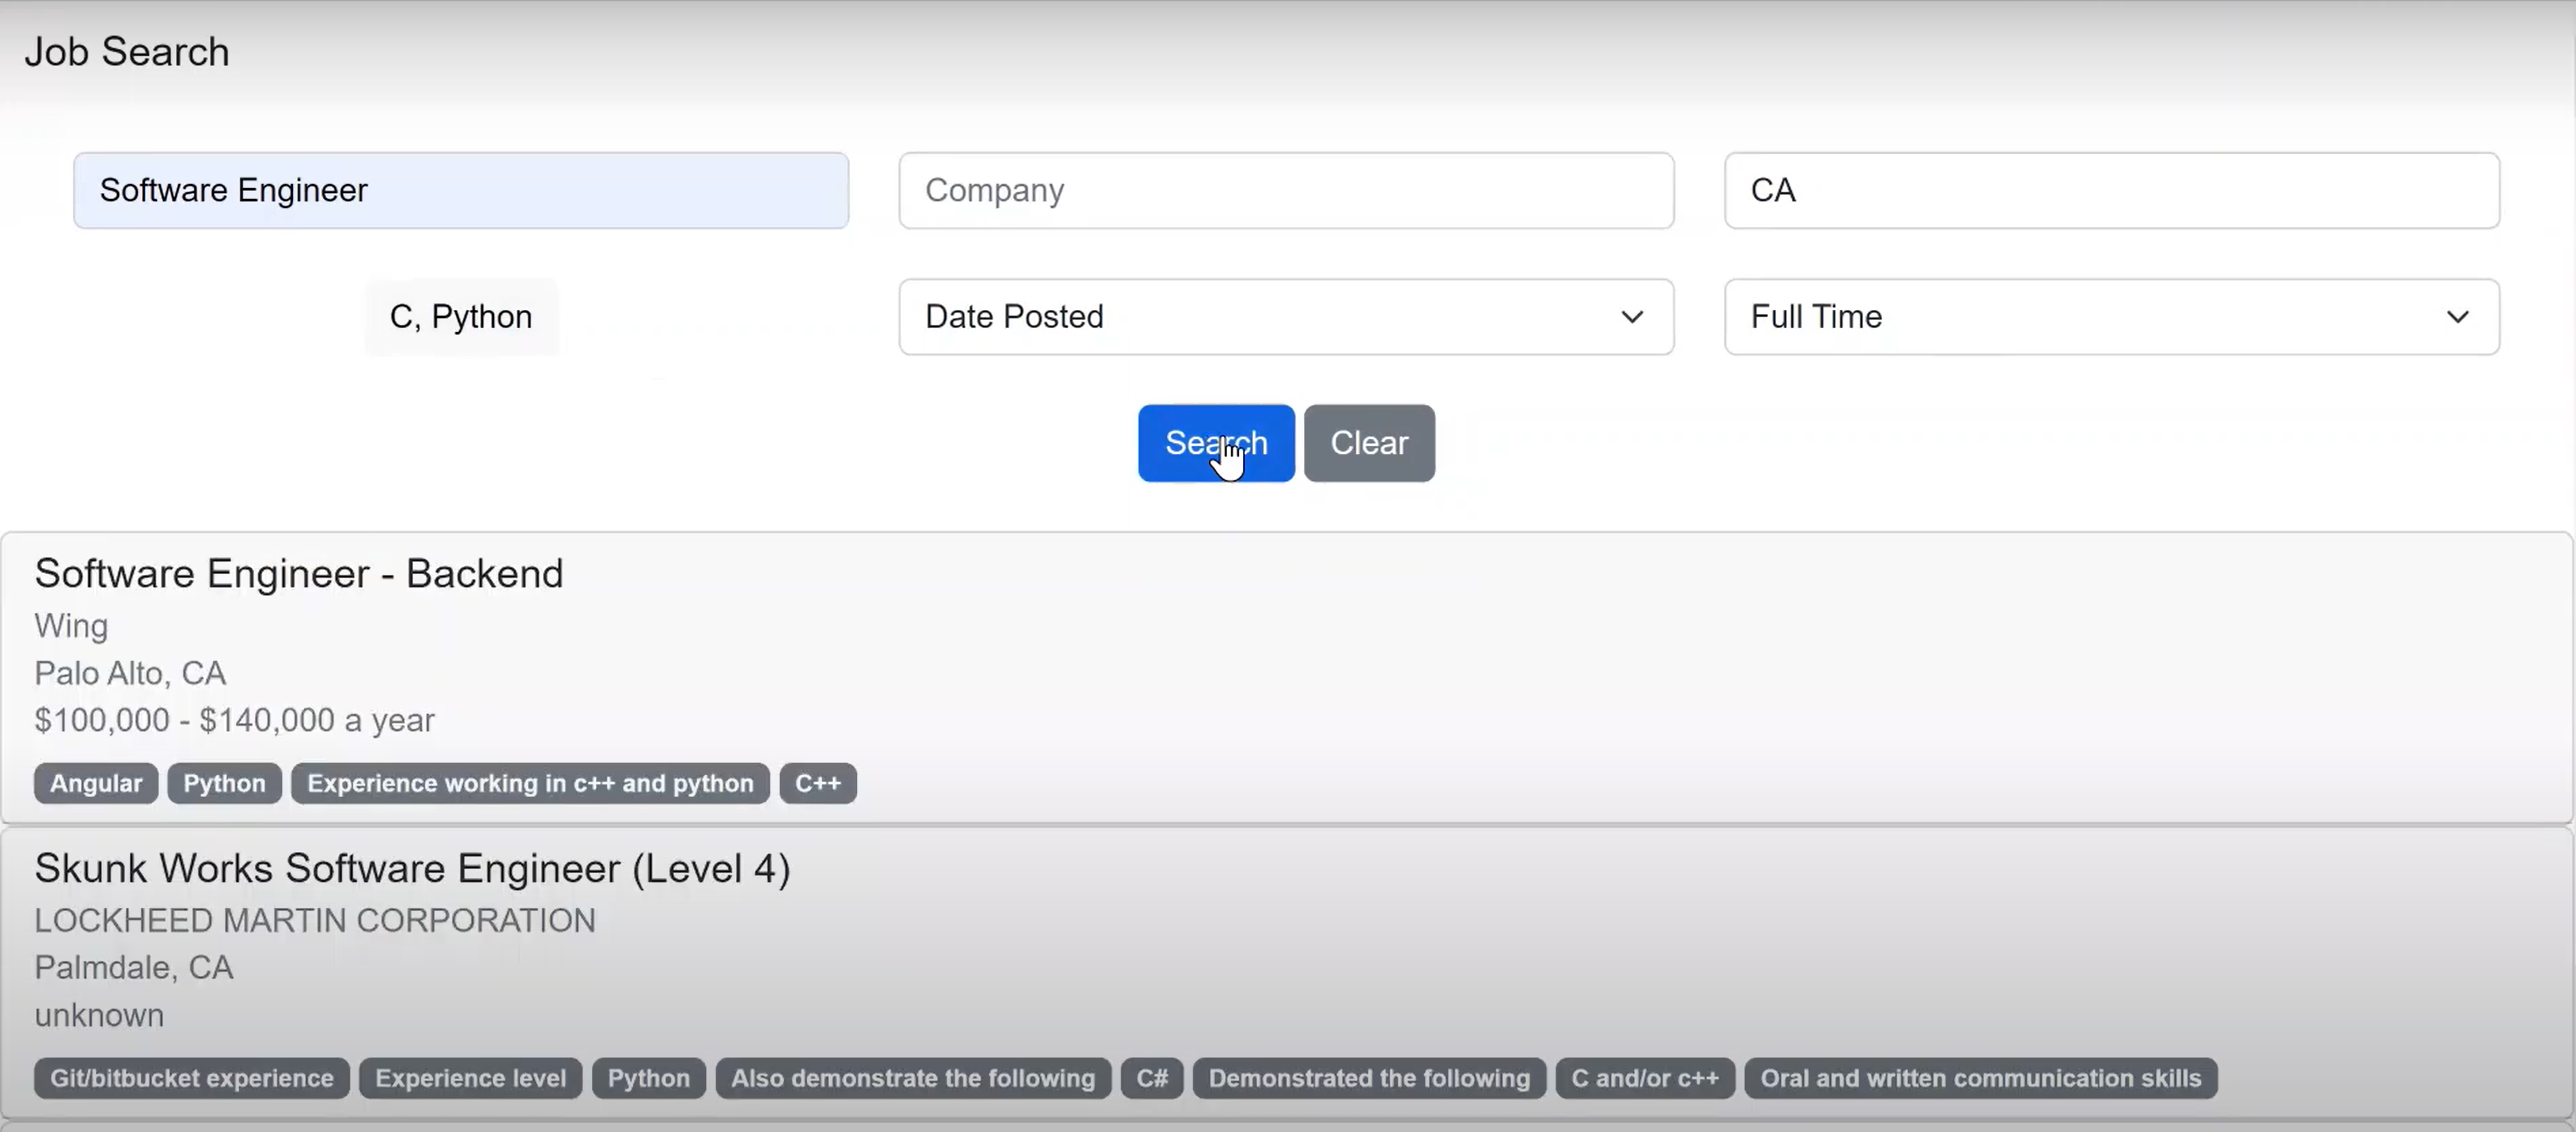 Job Search
Software Engineer
Company
CA
C, Python
Date Posted
Full Time
Search
Clear
Software Engineer - Backend
Wing
Palo Alto, CA
$100,000 - $140,000 a year
Angular Python Experience working in c++ and python C++
Skunk Works Software Engineer (Level 4)
LOCKHEED MARTIN CORPORATION
Palmdale, CA
unknown
Git/bitbucket experience Experience level Python Also demonstrate the following C# Demonstrated the following C and/or c++ Oral and written communication skills